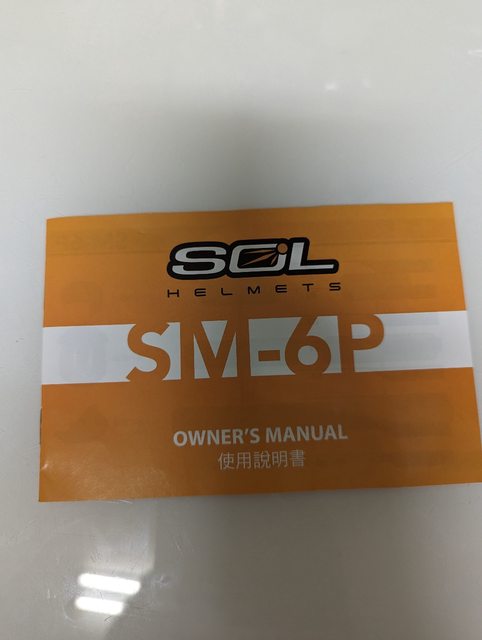 SOL
HELMETS
SM-6P
OWNER'S MANUAL
使用說明書